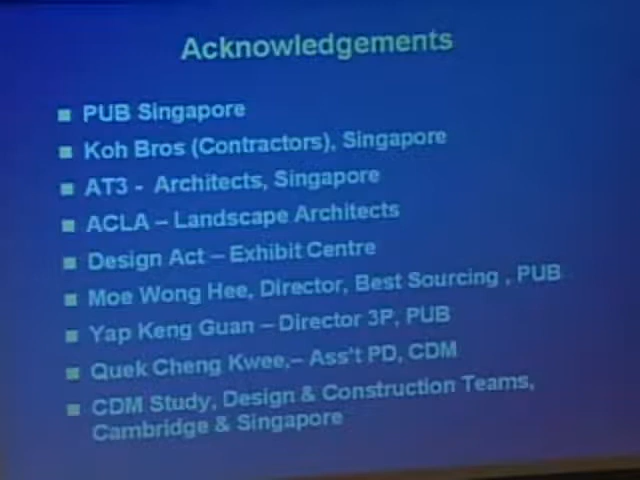 Acknowledgements
PUB Singapore
Koh Bros (Contractors), Singapore
AT3 - Architects, Singapore
ACLA – Landscape Architects
Design Act – Exhibit Centre
Moe Wong Hee, Director, Best Sourcing , PUB
Yap Keng Guan – Director 3P, PUB
Quek Cheng Kwee,– Ass't PD, CDM
CDM Study, Design & Construction Teams,
Cambridge & Singapore